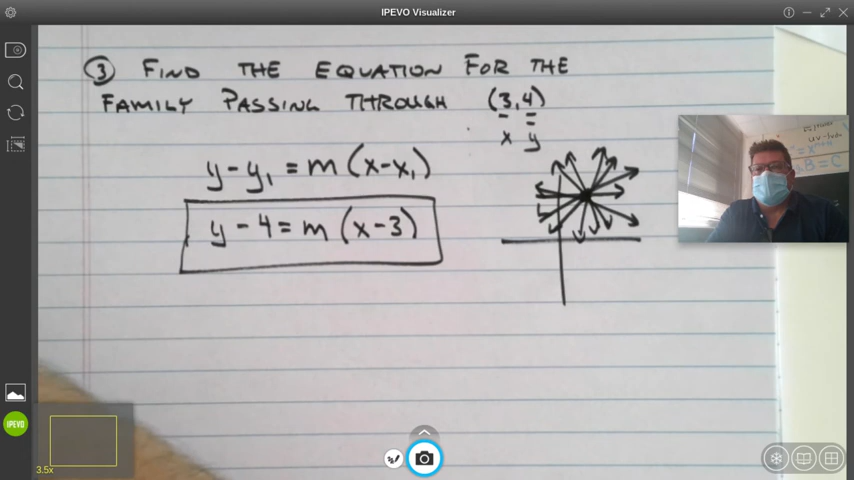 IPEVO Visualizer
③ FIND THE EQUATION FOR THE
FAMILY PASSING THROUGH (3,4)
x y
y-y₁=m(x-x₁)
y-4=m(x-3)
B=C
IPEVO
3.5x